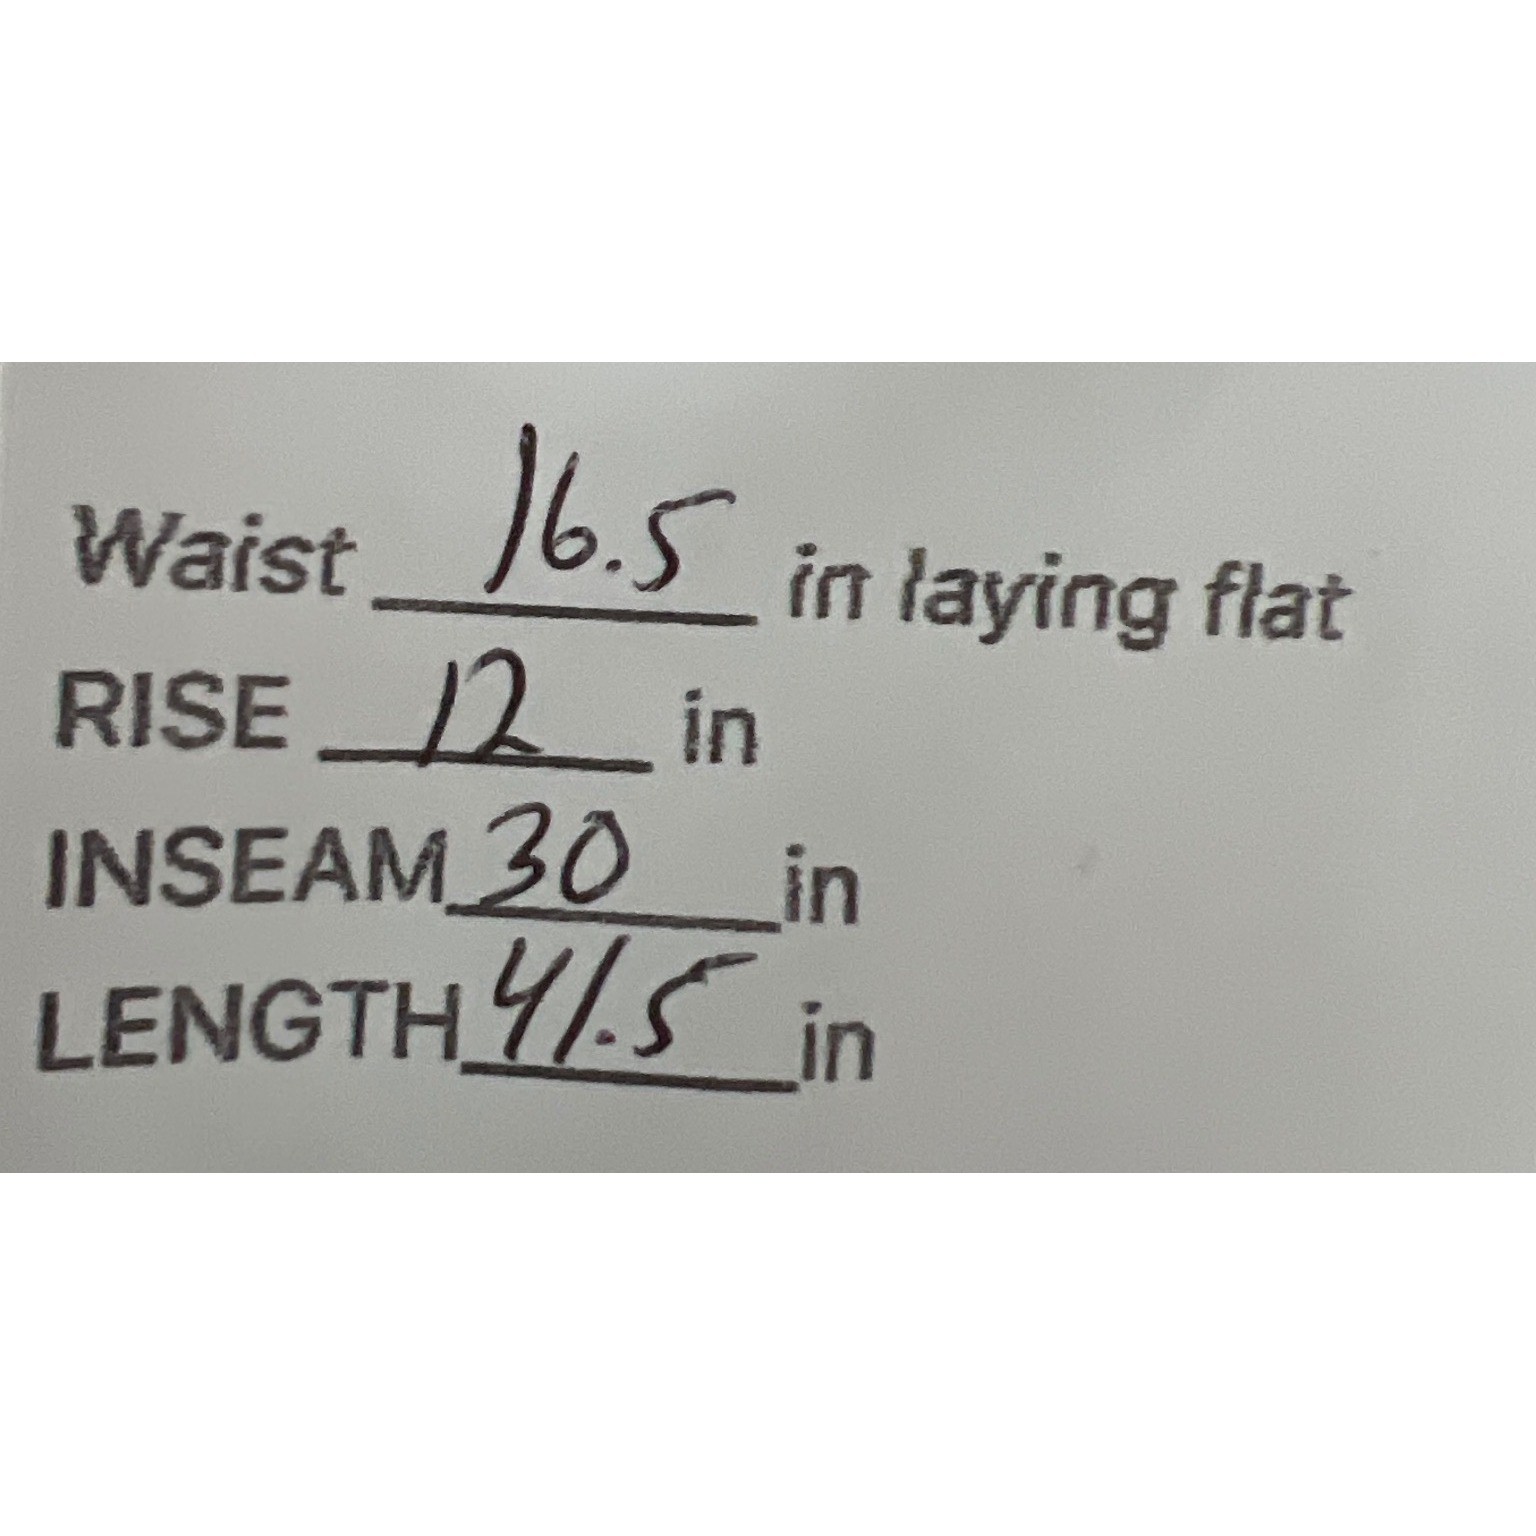 Waist 16.5 in laying flat
RISE 12 in
INSEAM 30 in
LENGTH 41.5 in